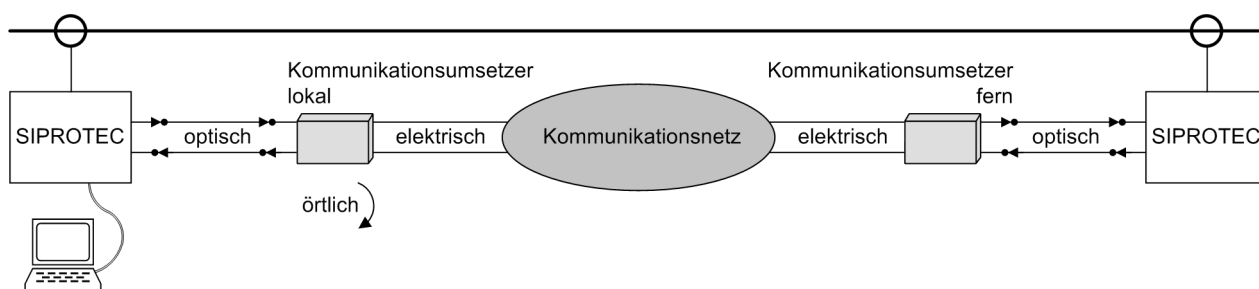 Kommunikationsumsetzer
lokal
Kommunikationsumsetzer
fern
SIPROTEC
optisch
elektrisch
Kommunikationsnetz
elektrisch
optisch
SIPROTEC
örtlich